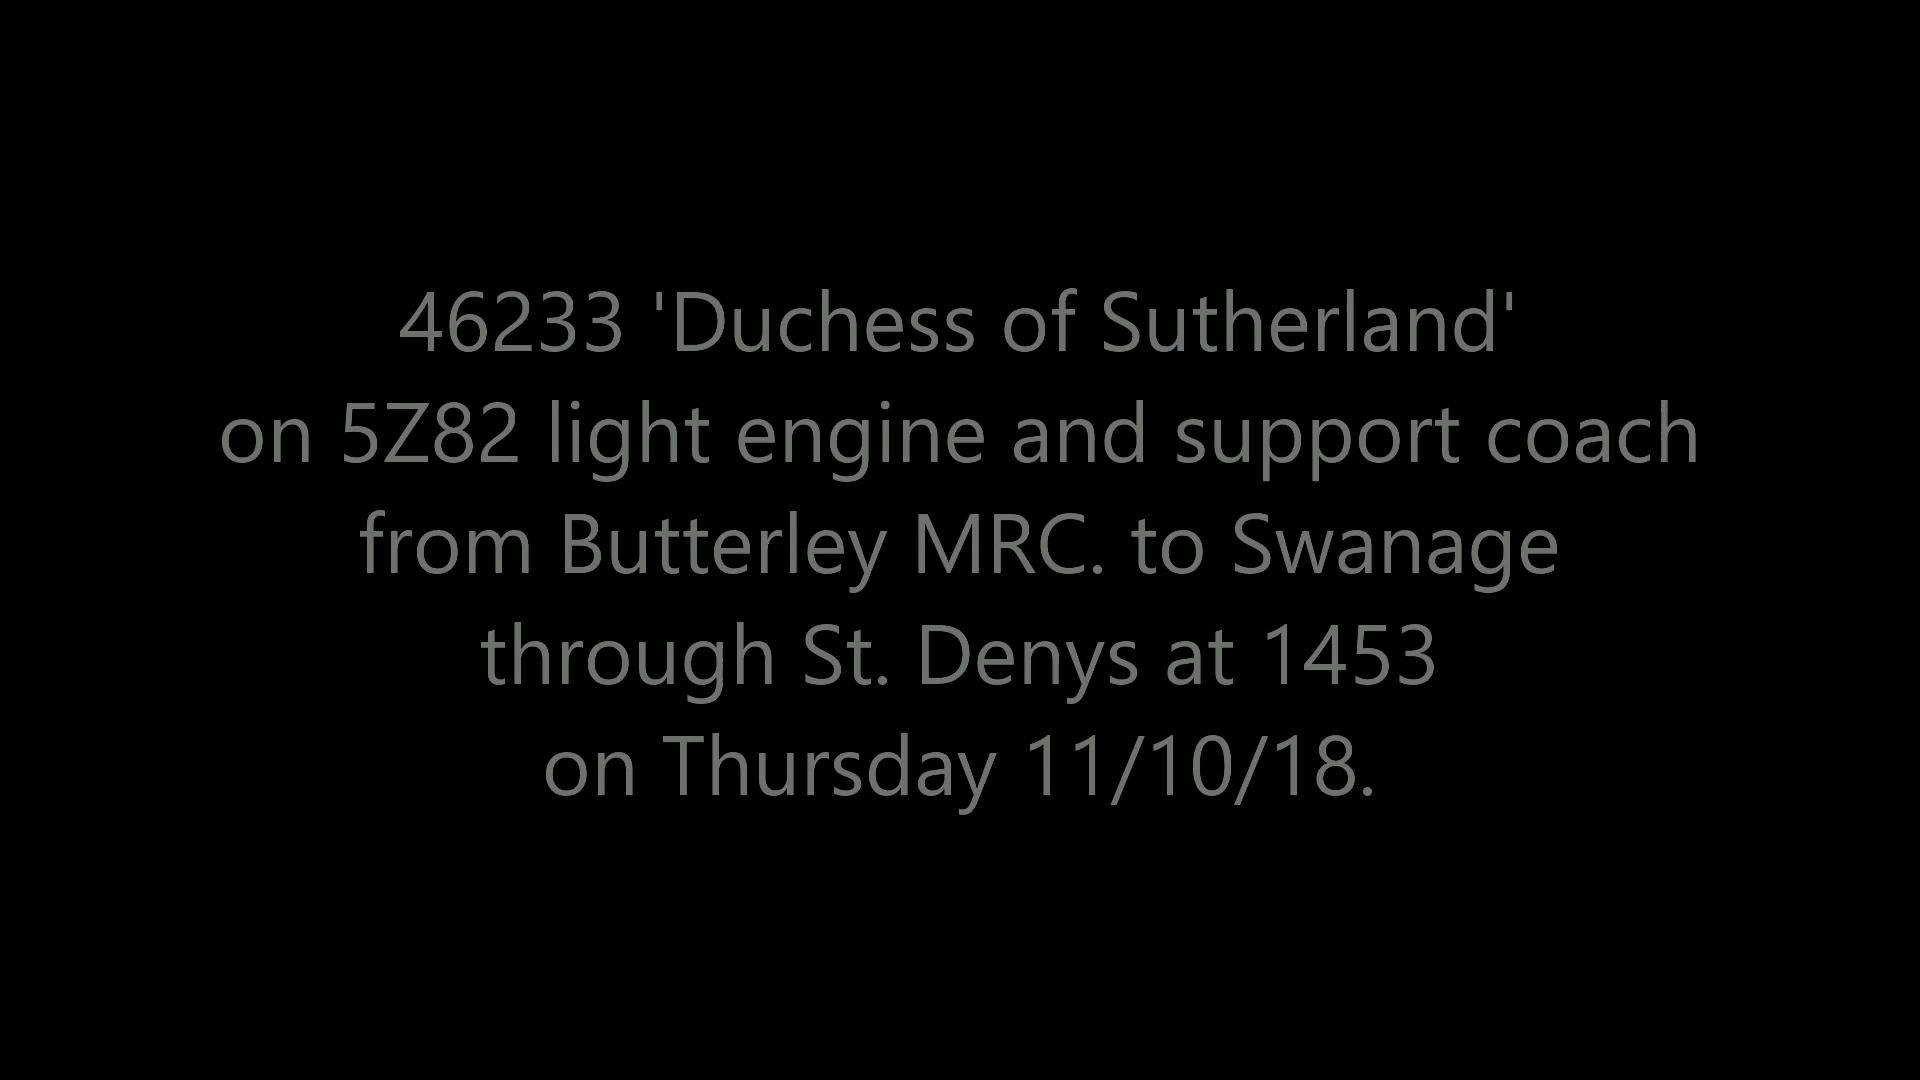 46233 'Duchess of Sutherland'
on 5Z82 light engine and support coach
from Butterley MRC. to Swanage
through St. Denys at 1453
on Thursday 11/10/18.